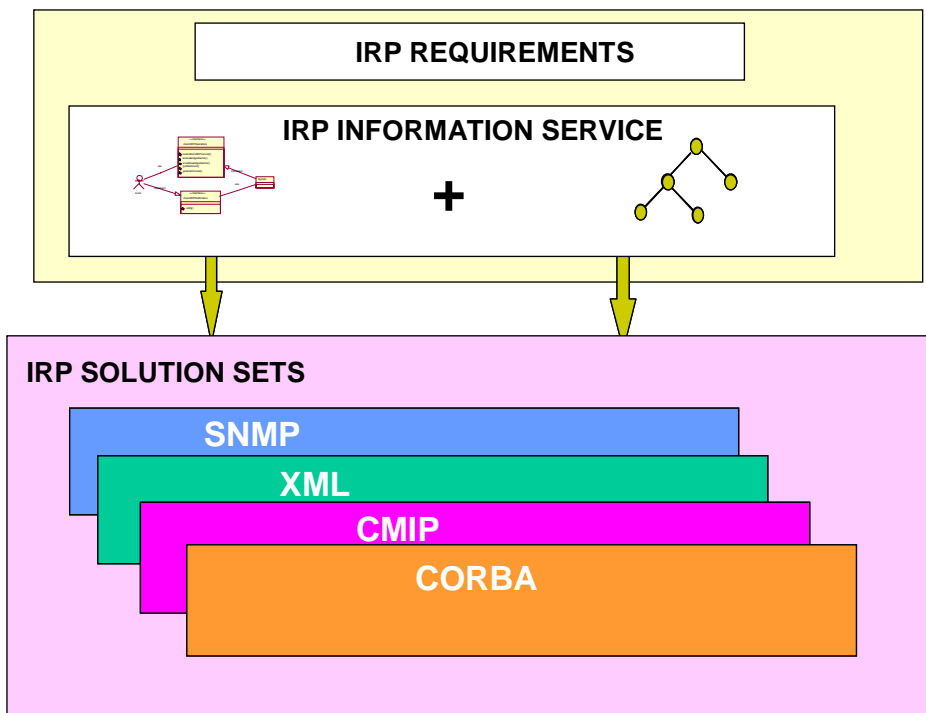 IRP REQUIREMENTS
IRP INFORMATION SERVICE
+
IRP SOLUTION SETS
SNMP
XML
CMIP
CORBA